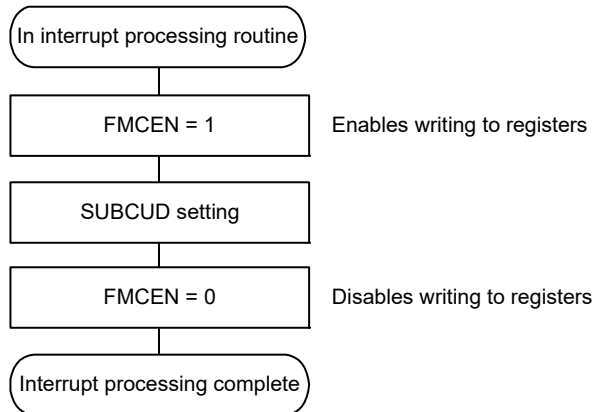 In interrupt processing routine
FMCEN = 1
Enables writing to registers
SUBCUD setting
FMCEN = 0
Disables writing to registers
Interrupt processing complete